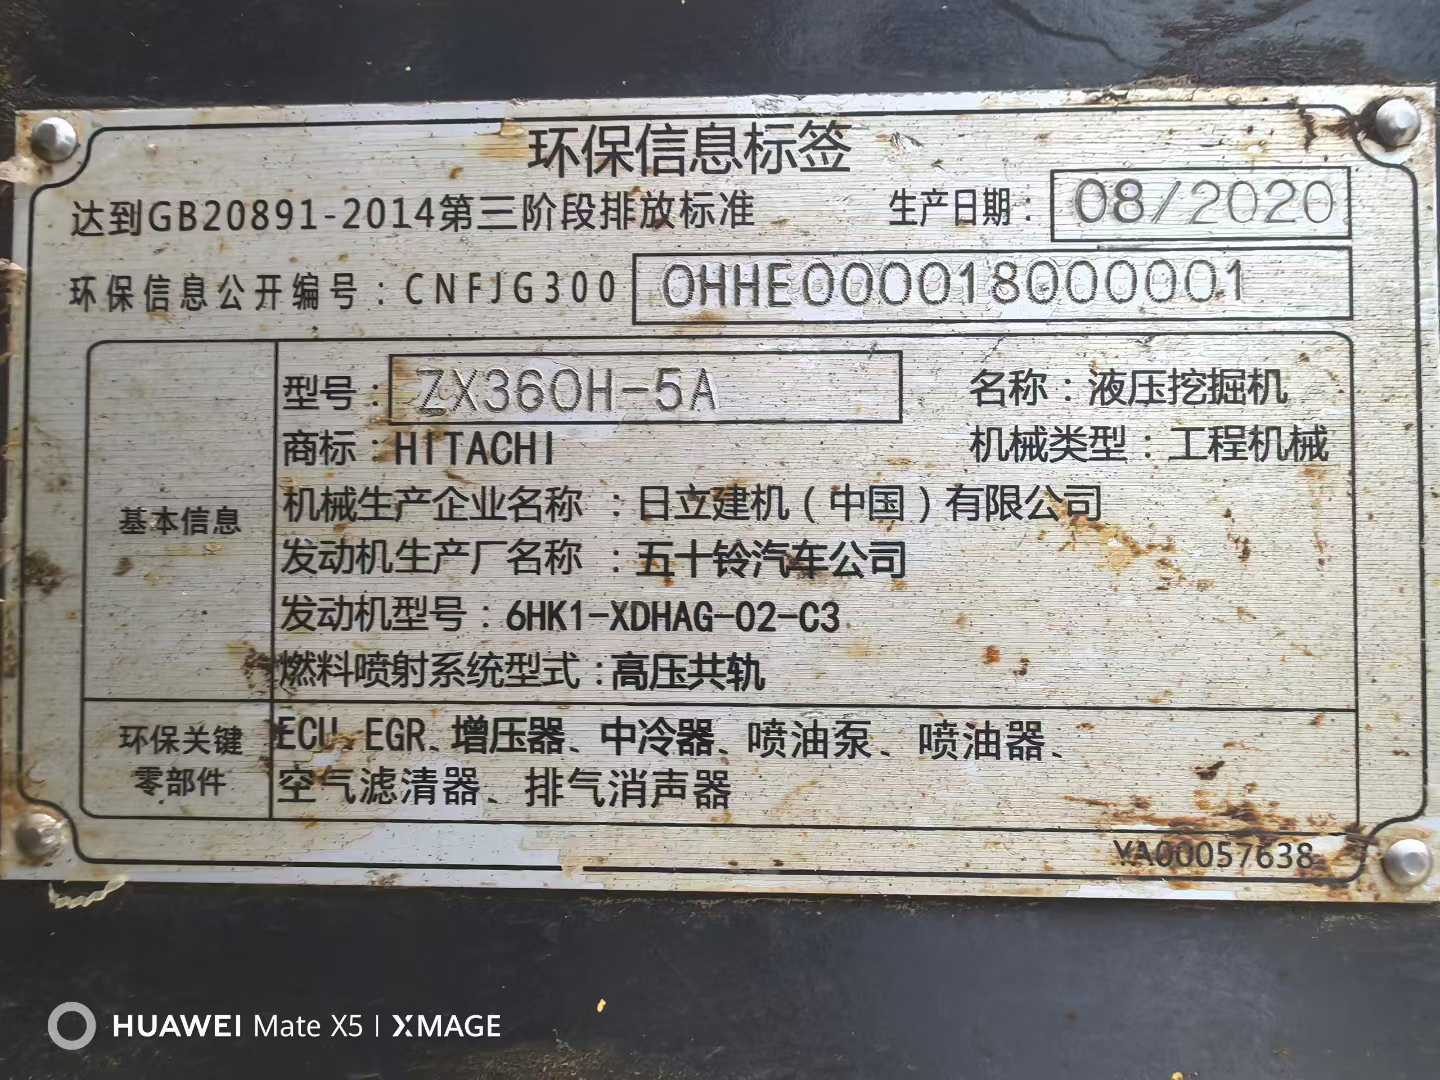 环保信息标签
达到GB20891-2014第三阶段排放标准 生产日期：08/2020
环保信息公开编号：CNFJG300 0HHE000018000001
型号：ZX360H-5A 名称：液压挖掘机
商标：HITACHI 机械类型：工程机械
机械生产企业名称：日立建机（中国）有限公司
基本信息
发动机生产厂名称：五十铃汽车公司
发动机型号：6HK1-XDHAG-02-C3
燃料喷射系统型式：高压共轨
环保关键零部件
ECU、EGR、增压器、中冷器、喷油泵、喷油器、
空气滤清器、排气消声器
YA00057638
HUAWEI Mate X5 | XMAGE